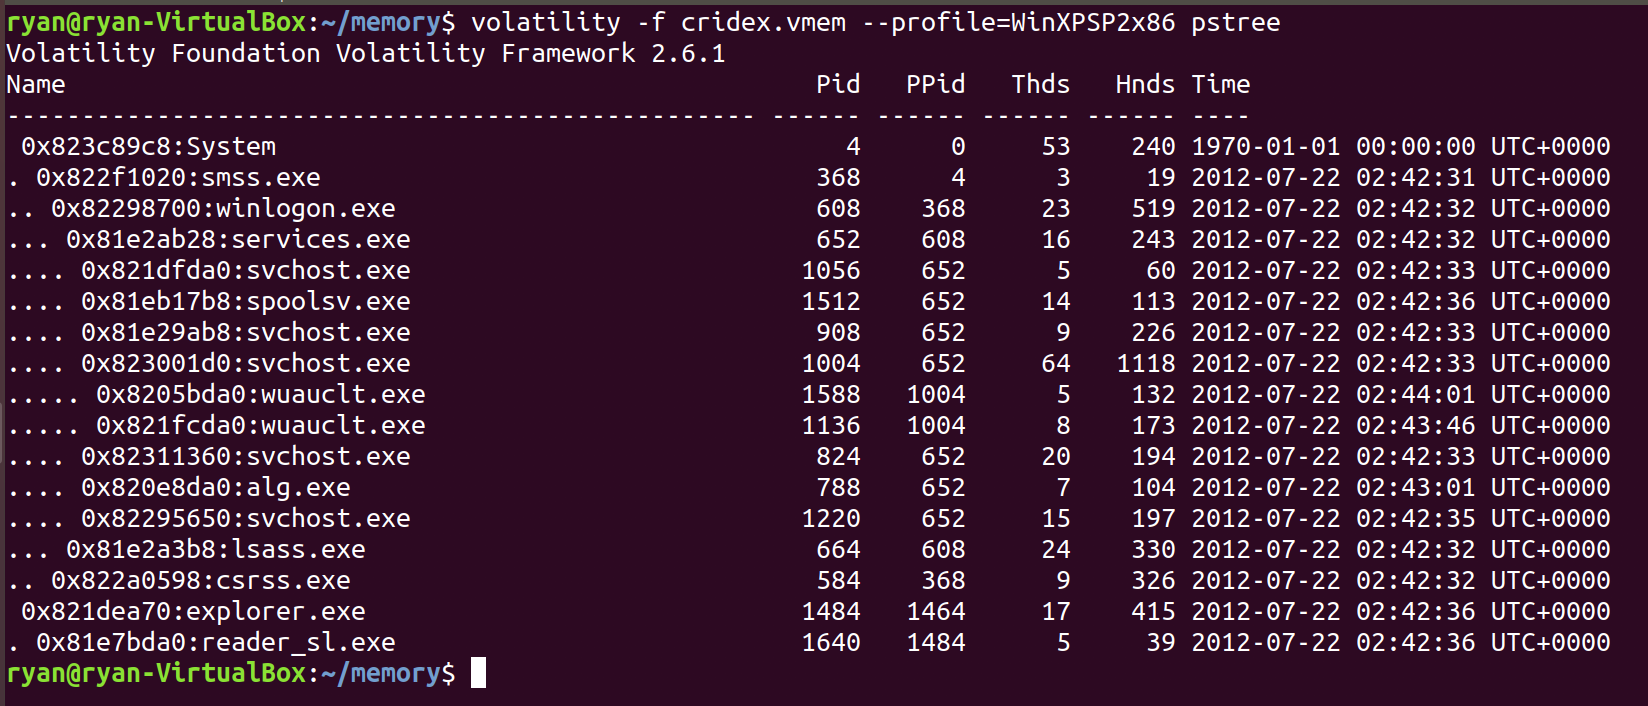 ryan@ryan-VirtualBox:~/memory$ volatility -f cridex.vmem --profile=WinXPSP2x86 pstree
Volatility Foundation Volatility Framework 2.6.1
Name                                                  Pid   PPid   Thds   Hnds Time
-------------------------------------------------- ------ ------ ------ ------ ----
 0x823c89c8:System                                      4      0     53    240 1970-01-01 00:00:00 UTC+0000
. 0x822f1020:smss.exe                                 368      4      3     19 2012-07-22 02:42:31 UTC+0000
.. 0x82298700:winlogon.exe                            608    368     23    519 2012-07-22 02:42:32 UTC+0000
... 0x81e2ab28:services.exe                           652    608     16    243 2012-07-22 02:42:32 UTC+0000
.... 0x821dfda0:svchost.exe                          1056    652      5     60 2012-07-22 02:42:33 UTC+0000
.... 0x81eb17b8:spoolsv.exe                          1512    652     14    113 2012-07-22 02:42:36 UTC+0000
.... 0x81e29ab8:svchost.exe                           908    652      9    226 2012-07-22 02:42:33 UTC+0000
.... 0x823001d0:svchost.exe                          1004    652     64   1118 2012-07-22 02:42:33 UTC+0000
..... 0x8205bda0:wuauclt.exe                         1588   1004      5    132 2012-07-22 02:44:01 UTC+0000
..... 0x821fcda0:wuauclt.exe                         1136   1004      8    173 2012-07-22 02:43:46 UTC+0000
.... 0x82311360:svchost.exe                           824    652     20    194 2012-07-22 02:42:33 UTC+0000
.... 0x820e8da0:alg.exe                               788    652      7    104 2012-07-22 02:43:01 UTC+0000
.... 0x82295650:svchost.exe                          1220    652     15    197 2012-07-22 02:42:35 UTC+0000
... 0x81e2a3b8:lsass.exe                              664    608     24    330 2012-07-22 02:42:32 UTC+0000
.. 0x822a0598:csrss.exe                               584    368      9    326 2012-07-22 02:42:32 UTC+0000
 0x821dea70:explorer.exe                             1484   1464     17    415 2012-07-22 02:42:36 UTC+0000
. 0x81e7bda0:reader_sl.exe                           1640   1484      5     39 2012-07-22 02:42:36 UTC+0000
ryan@ryan-VirtualBox:~/memory$